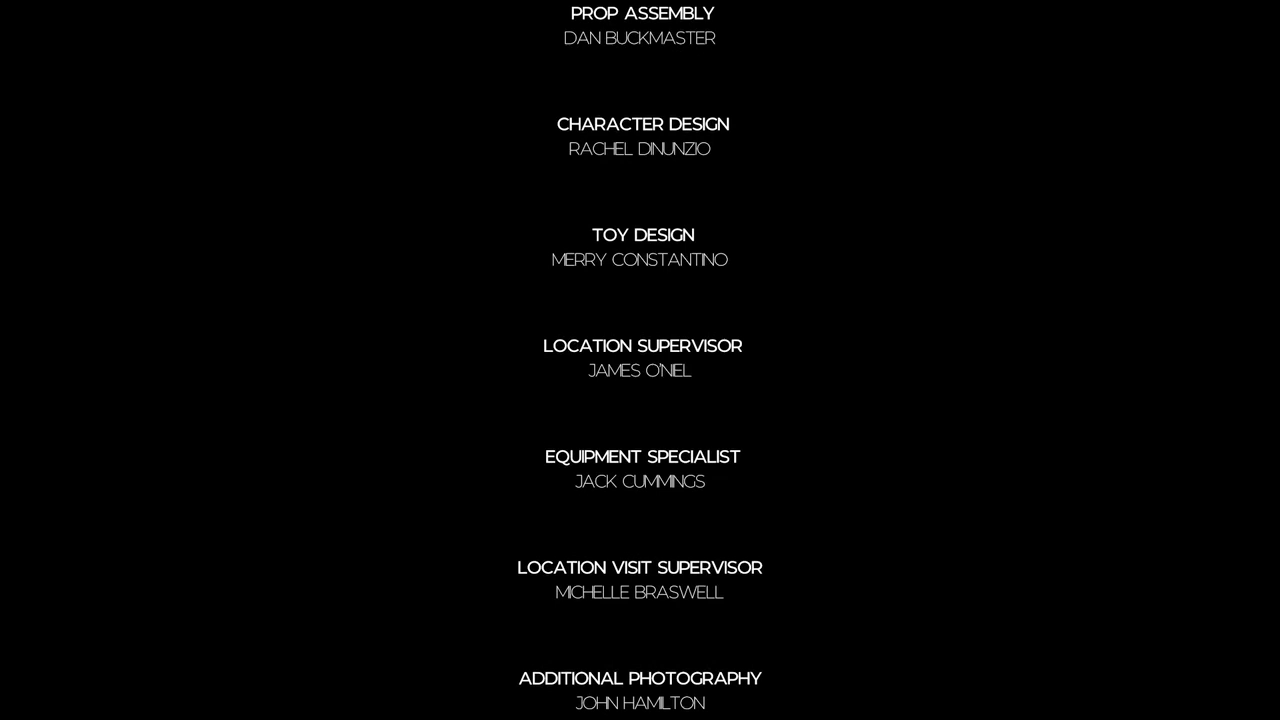 PROP ASSEMBLY
DAN BUCKMASTER
CHARACTER DESIGN
RACHEL DINUNZIO
TOY DESIGN
MERRY CONSTANTINO
LOCATION SUPERVISOR
JAMES O'NIEL
EQUIPMENT SPECIALIST
JACK CUMMINGS
LOCATION VISIT SUPERVISOR
MICHELLE BRASWELL
ADDITIONAL PHOTOGRAPHY
JOHN HAMILTON